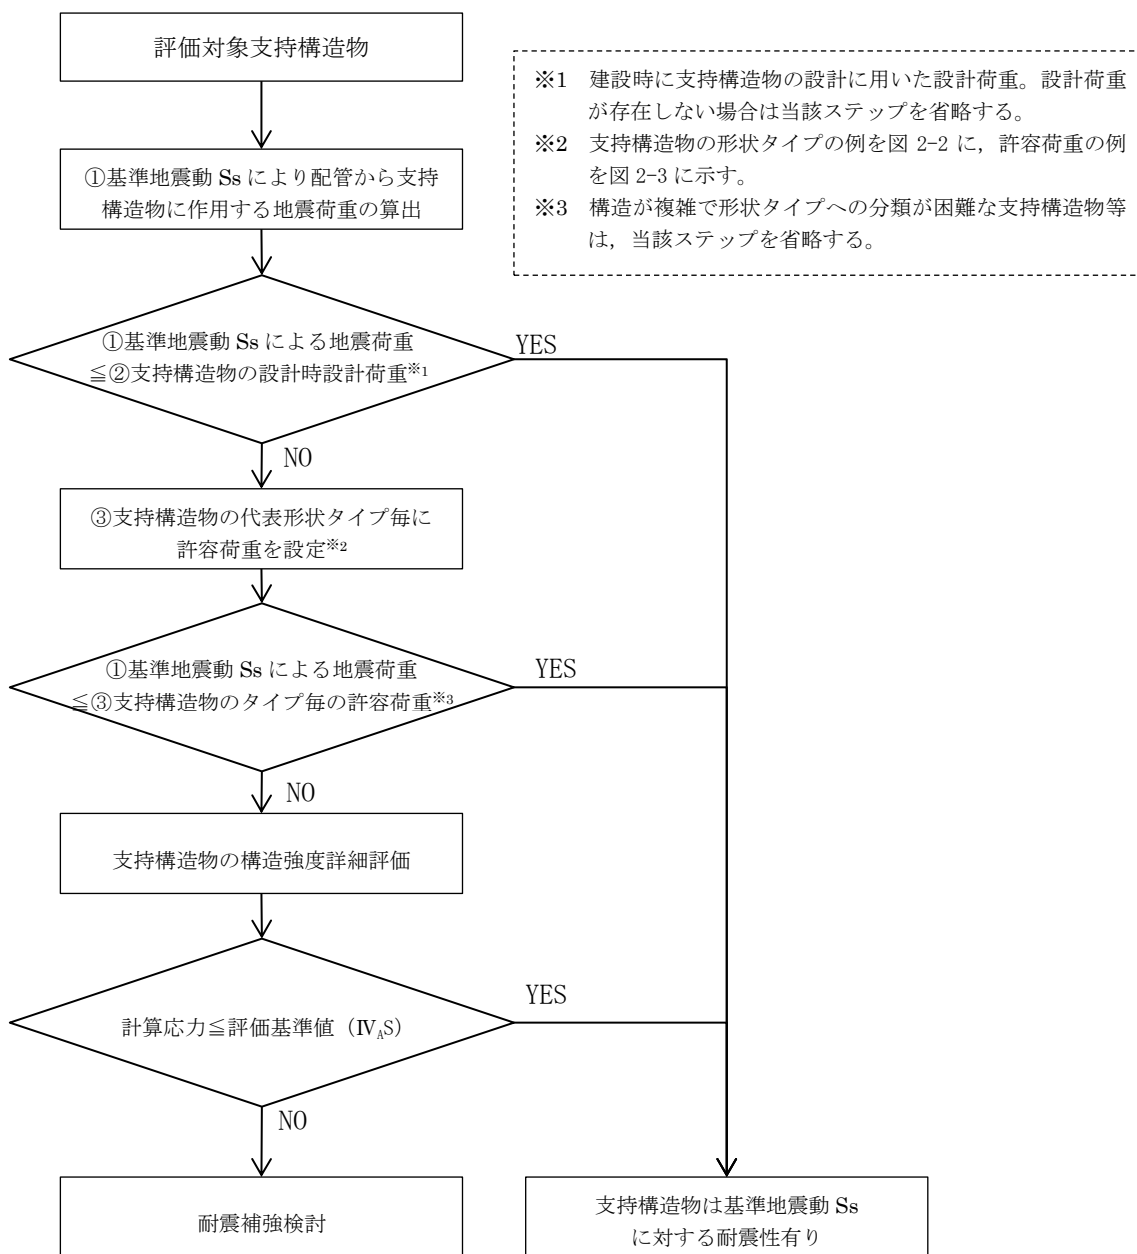 評価対象支持構造物
※1 建設時に支持構造物の設計に用いた設計荷重。設計荷重
が存在しない場合は当該ステップを省略する。
※2 支持構造物の形状タイプの例を図 2-2 に，許容荷重の例
を図 2-3 に示す。
※3 構造が複雑で形状タイプへの分類が困難な支持構造物等
は，当該ステップを省略する。
①基準地震動 Ss により配管から支持
構造物に作用する地震荷重の算出
①基準地震動 Ss による地震荷重
≦②支持構造物の設計時設計荷重※1
YES
NO
③支持構造物の代表形状タイプ毎に
許容荷重を設定※2
①基準地震動 Ss による地震荷重
≦③支持構造物のタイプ毎の許容荷重※3
YES
NO
支持構造物の構造強度詳細評価
計算応力≦評価基準値（ⅣAS）
YES
NO
耐震補強検討
支持構造物は基準地震動 Ss
に対する耐震性有り